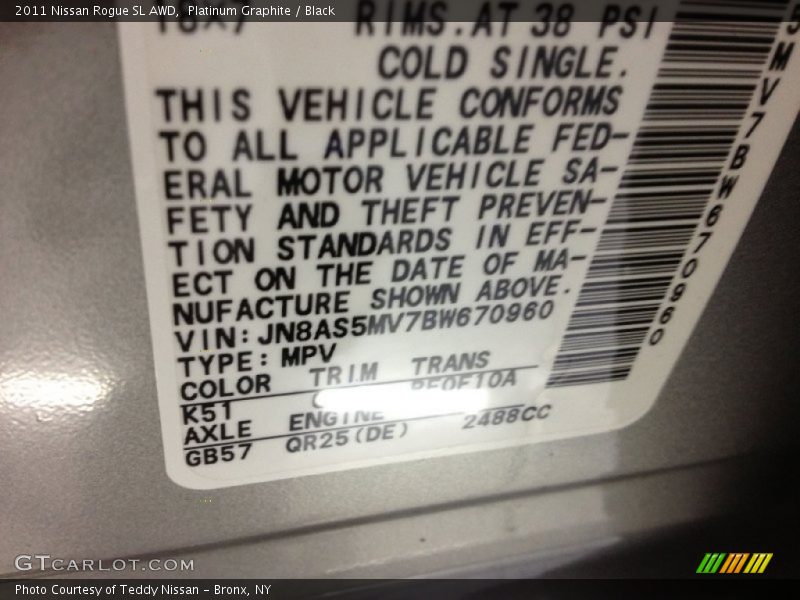 2011 Nissan Rogue SL AWD, Platinum Graphite / Black
RIMS.AT 38 PSI
COLD SINGLE.
THIS VEHICLE CONFORMS
TO ALL APPLICABLE FED-
ERAL MOTOR VEHICLE SA-
FETY AND THEFT PREVEN-
TION STANDARDS IN EFF-
ECT ON THE DATE OF MA-
NUFACTURE SHOWN ABOVE.
VIN:JN8AS5MV7BW670960
TYPE:MPV
COLOR TRIM TRANS
K51
AXLE ENGINE
GB57 QR25(DE) 2488CC
MV7BW670960
GTCARLOT.COM
Photo Courtesy of Teddy Nissan - Bronx, NY